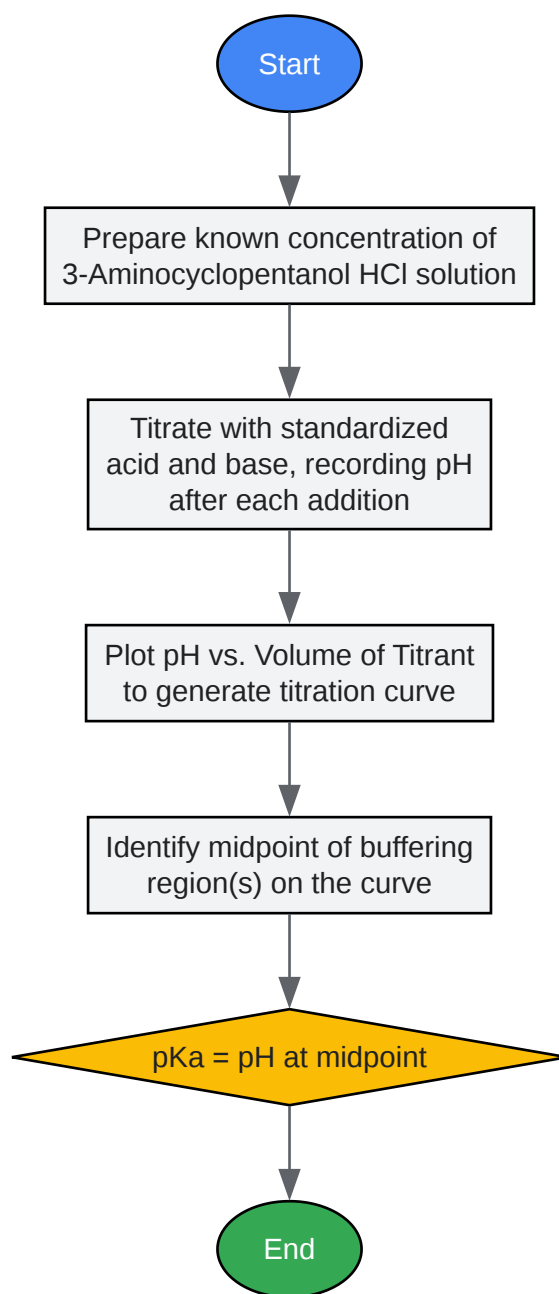 Start
Prepare known concentration of
3-Aminocyclopentanol HCl solution
Titrate with standardized
acid and base, recording pH
after each addition
Plot pH vs. Volume of Titrant
to generate titration curve
Identify midpoint of buffering
region(s) on the curve
pKa = pH at midpoint
End